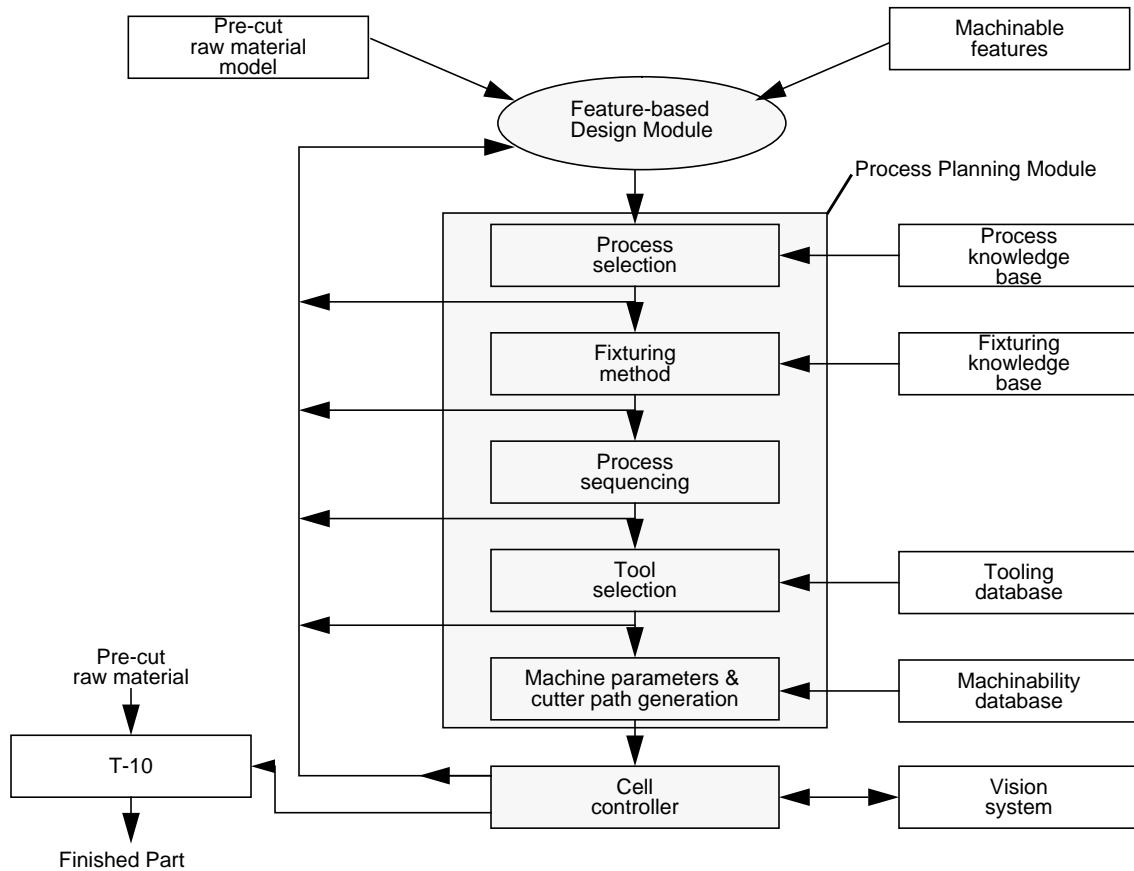 Pre-cut
raw material
model
Machinable
features
Feature-based
Design Module
Process Planning Module
Process
selection
Process
knowledge
base
Fixturing
method
Fixturing
knowledge
base
Process
sequencing
Tool
selection
Tooling
database
Pre-cut
raw material
Machine parameters &
cutter path generation
Machinability
database
T-10
Cell
controller
Vision
system
Finished Part